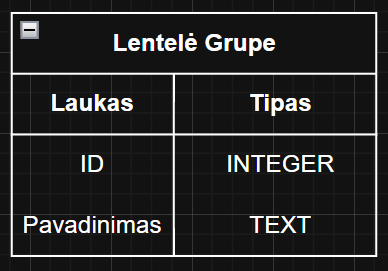 Lentelė Grupe
Laukas Tipas
ID INTEGER
Pavadinimas TEXT